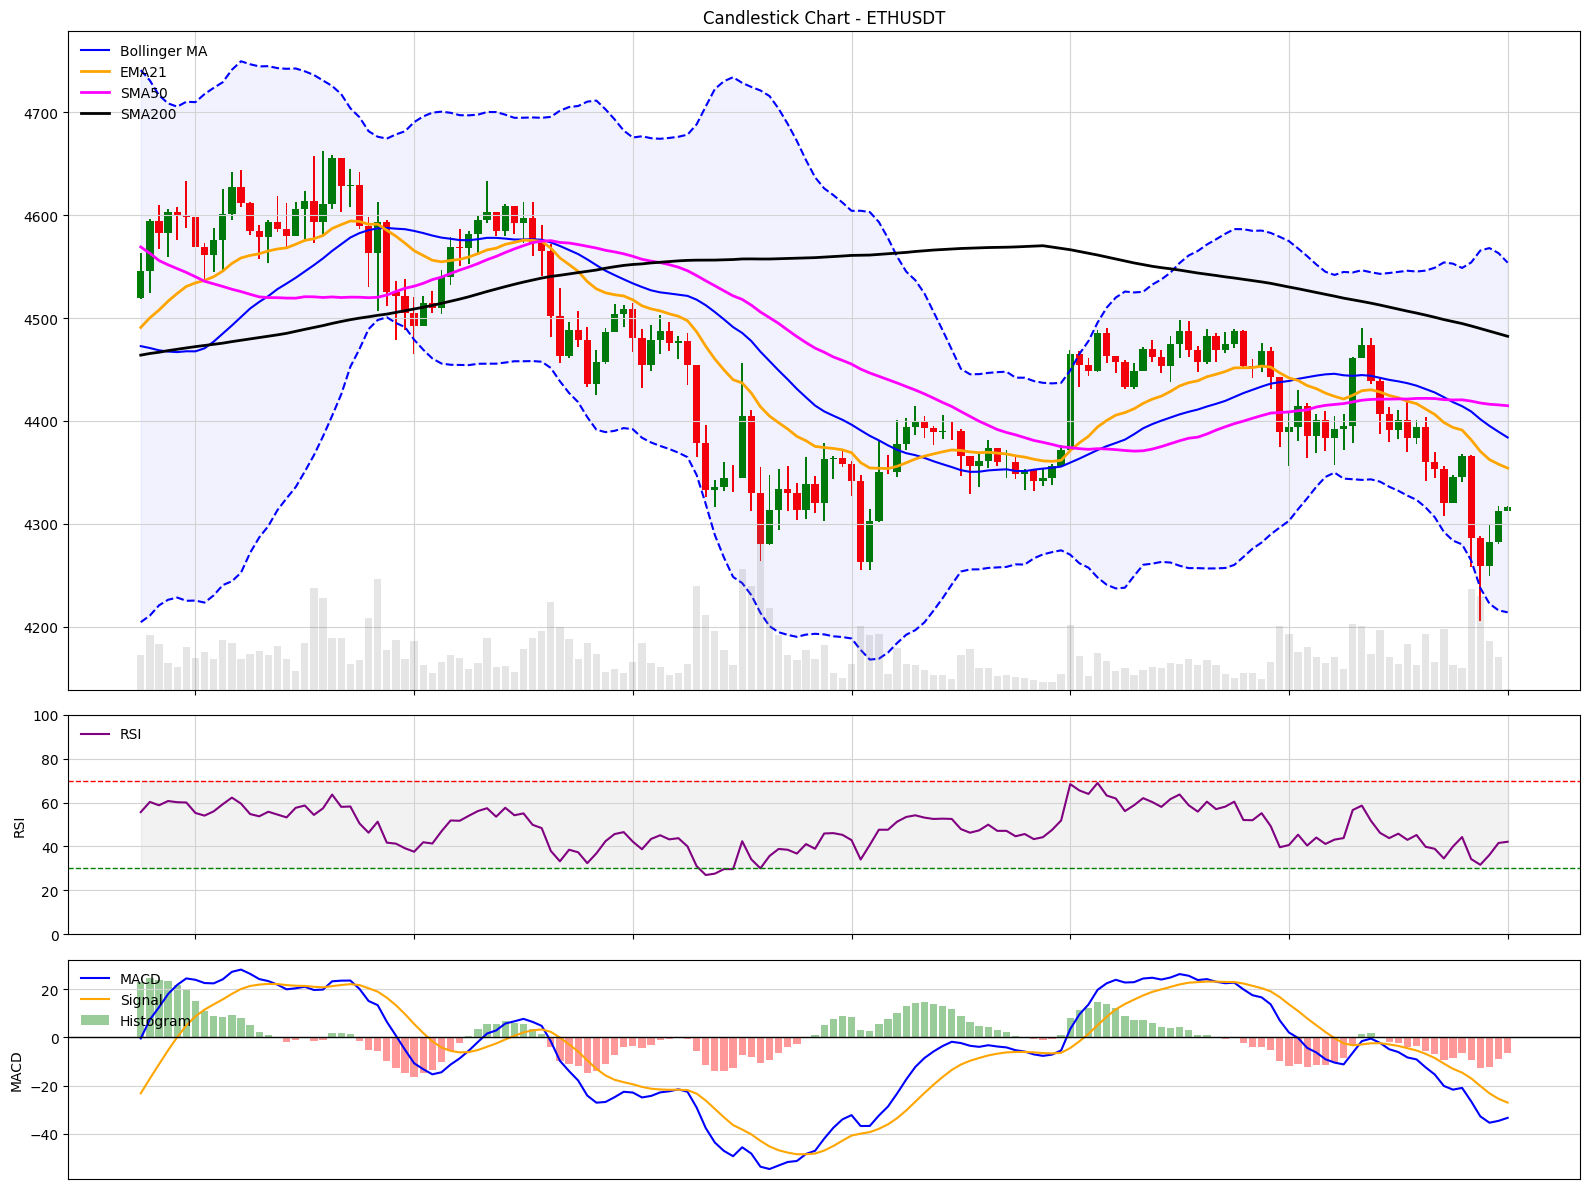 Candlestick Chart - ETHUSDT
Bollinger MA
EMA21
SMA50
SMA200
4700
4600
4500
4400
4300
4200
RSI
100
80
60
40
20
0
RSI
MACD
Signal
Histogram
20
0
−20
−40
MACD